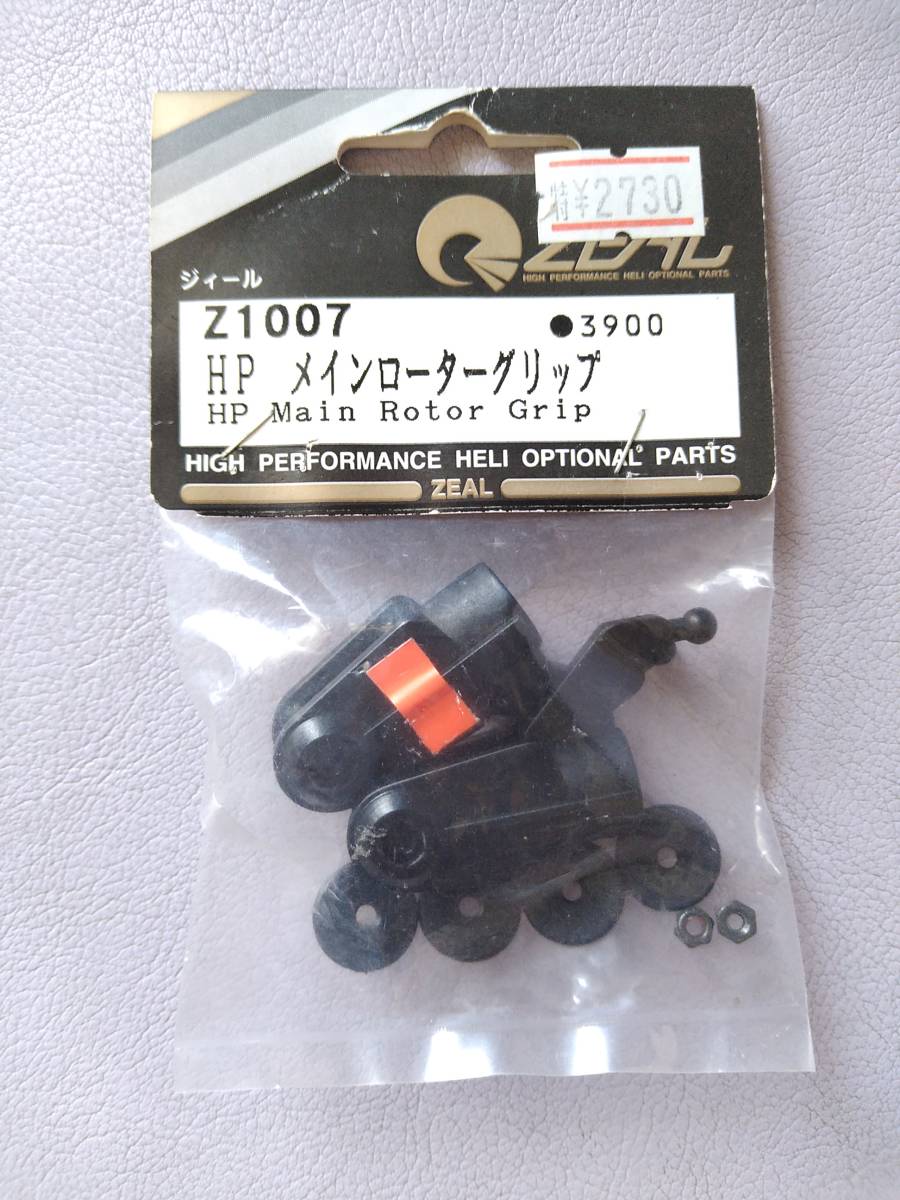 特¥2730
ZEAL
HIGH PERFORMANCE HELI OPTIONAL PARTS
ジィール
Z1007 ●3900
HP メインローターグリップ
HP Main Rotor Grip
HIGH PERFORMANCE HELI OPTIONAL PARTS
ZEAL